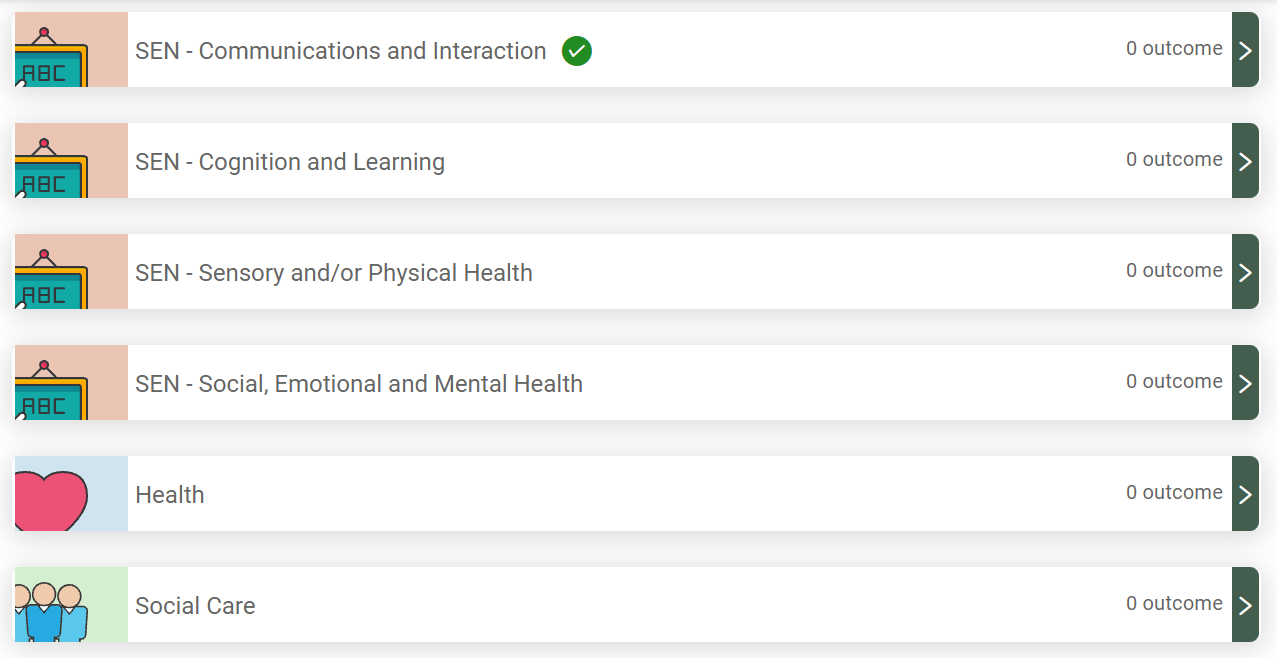 ABC
SEN - Communications and Interaction
0 outcome
ABC
SEN - Cognition and Learning
0 outcome
ABC
SEN - Sensory and/or Physical Health
0 outcome
ABC
SEN - Social, Emotional and Mental Health
0 outcome
Health
0 outcome
Social Care
0 outcome